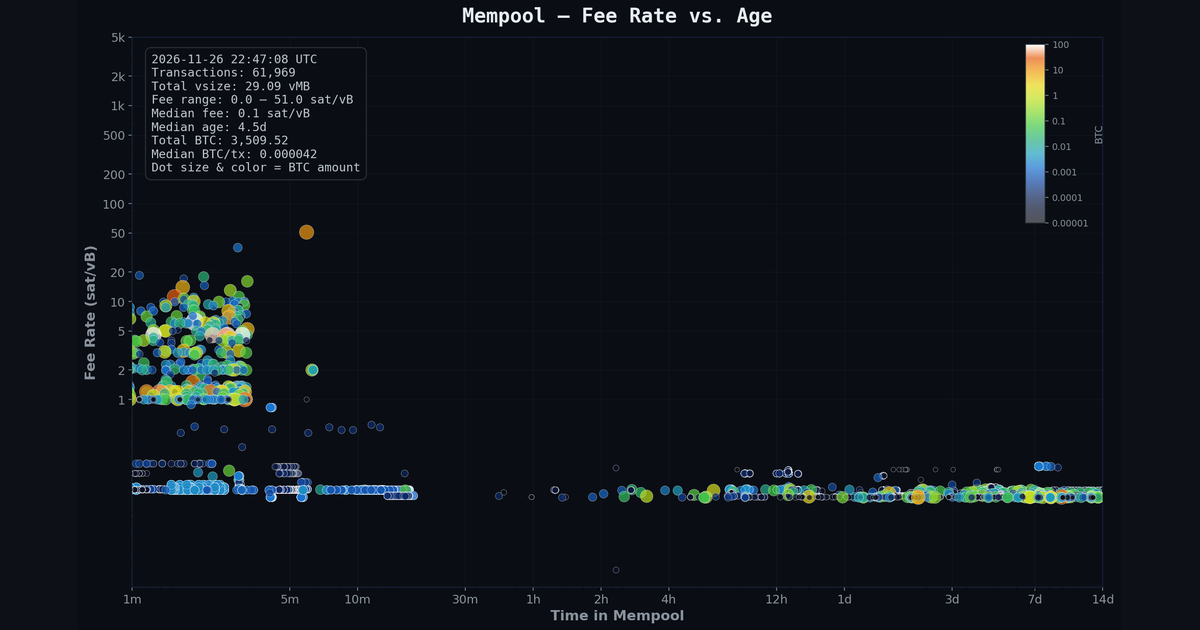 Mempool — Fee Rate vs. Age
2026-11-26 22:47:08 UTC
Transactions: 61,969
Total vsize: 29.09 vMB
Fee range: 0.0 – 51.0 sat/vB
Median fee: 0.1 sat/vB
Median age: 4.5d
Total BTC: 3,509.52
Median BTC/tx: 0.000042
Dot size & color = BTC amount
5k
2k
1k
500
200
100
50
20
10
5
2
1
Fee Rate (sat/vB)
100
10
1
0.1
0.01
0.001
0.0001
0.00001
BTC
1m 5m 10m 30m 1h 2h 4h 12h 1d 3d 7d 14d
Time in Mempool